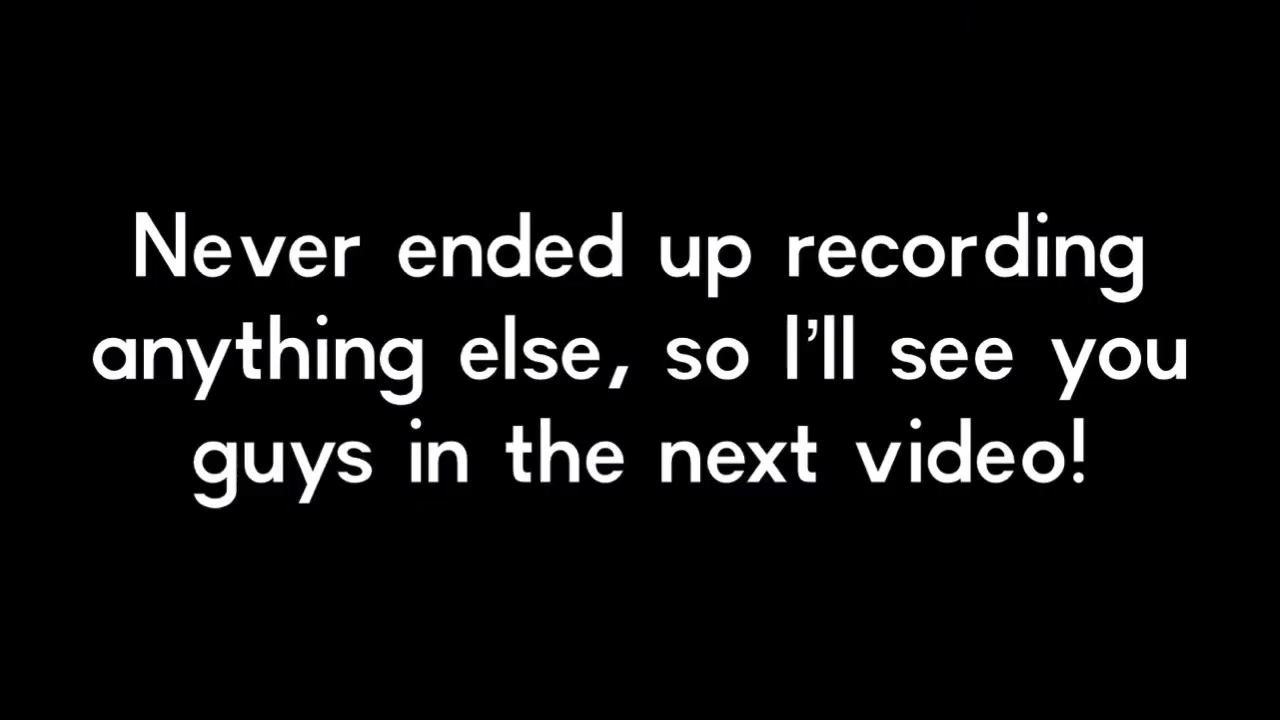 Never ended up recording
anything else, so I'll see you
guys in the next video!